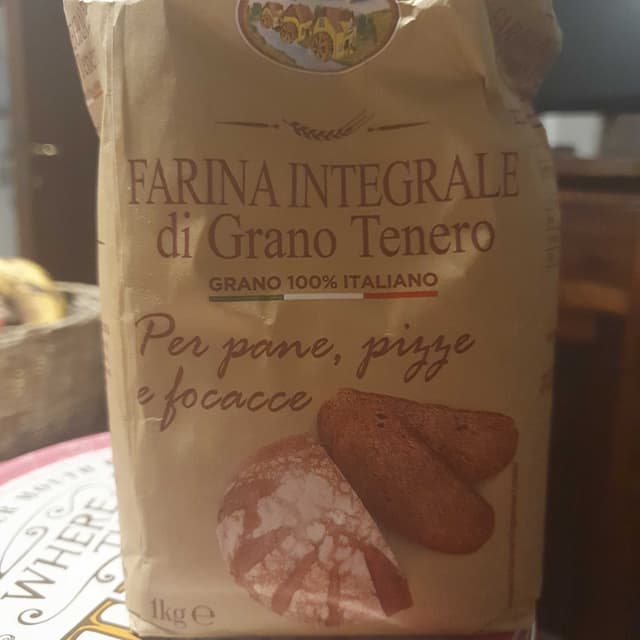 FARINA INTEGRALE
di Grano Tenero
GRANO 100% ITALIANO
Per pane, pizze
e focacce
1kg e
WHERE